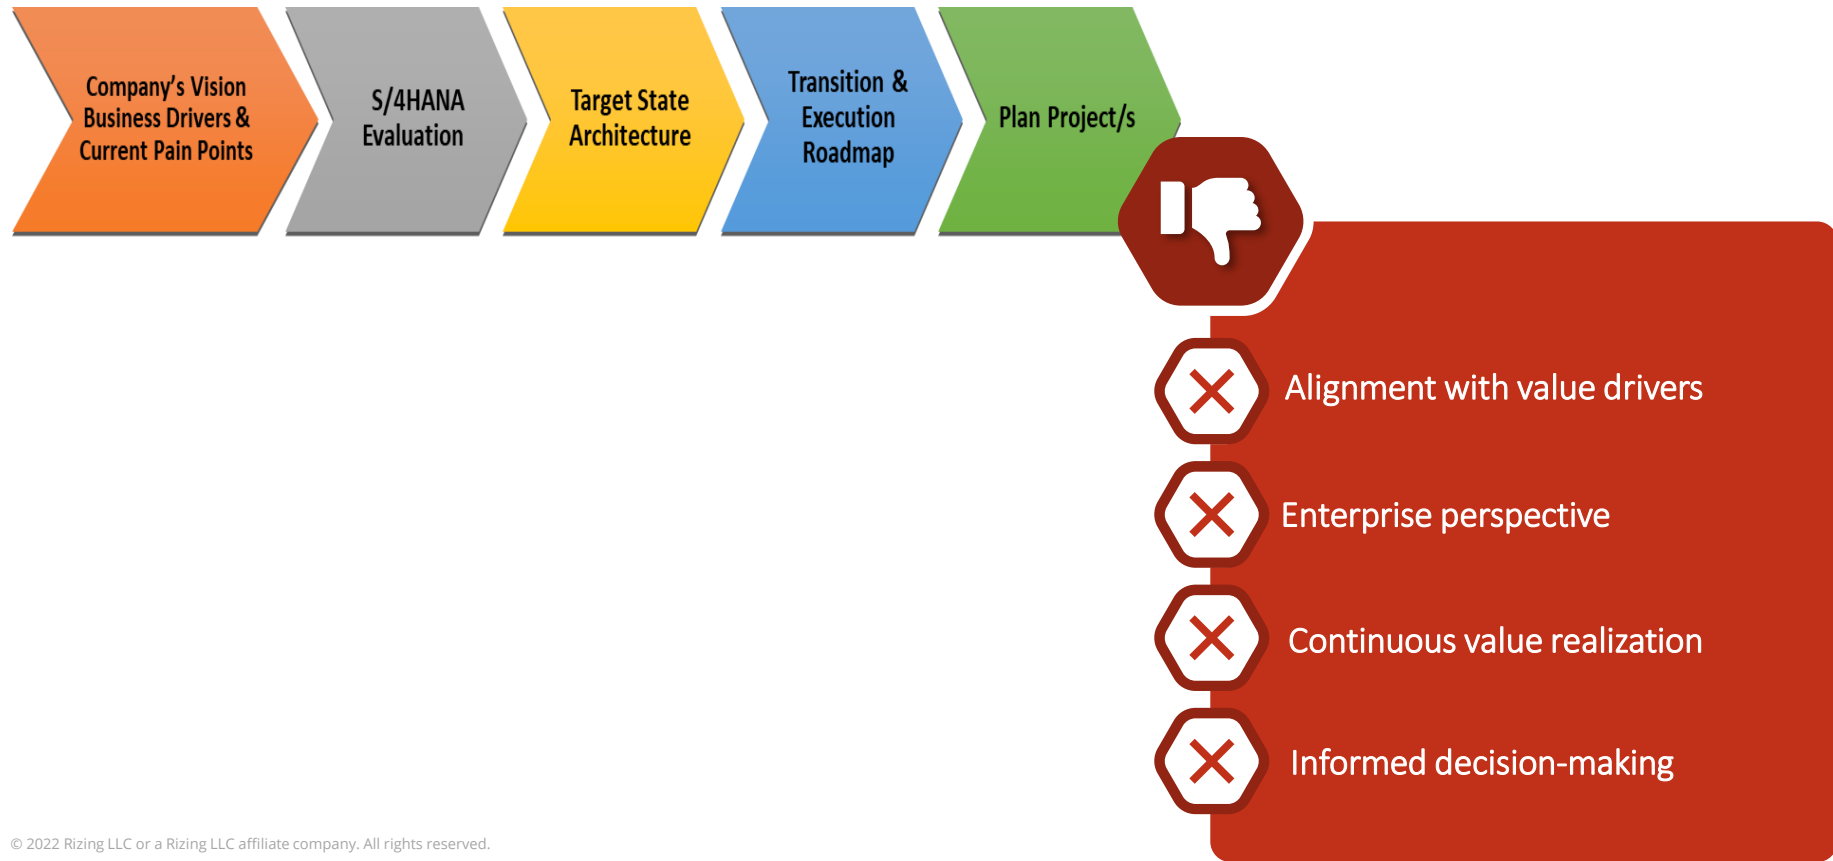 Company's Vision
Business Drivers &
Current Pain Points
S/4HANA
Evaluation
Target State
Architecture
Transition &
Execution
Roadmap
Plan Project/s
Alignment with value drivers
Enterprise perspective
Continuous value realization
Informed decision-making
© 2022 Rizing LLC or a Rizing LLC affiliate company. All rights reserved.